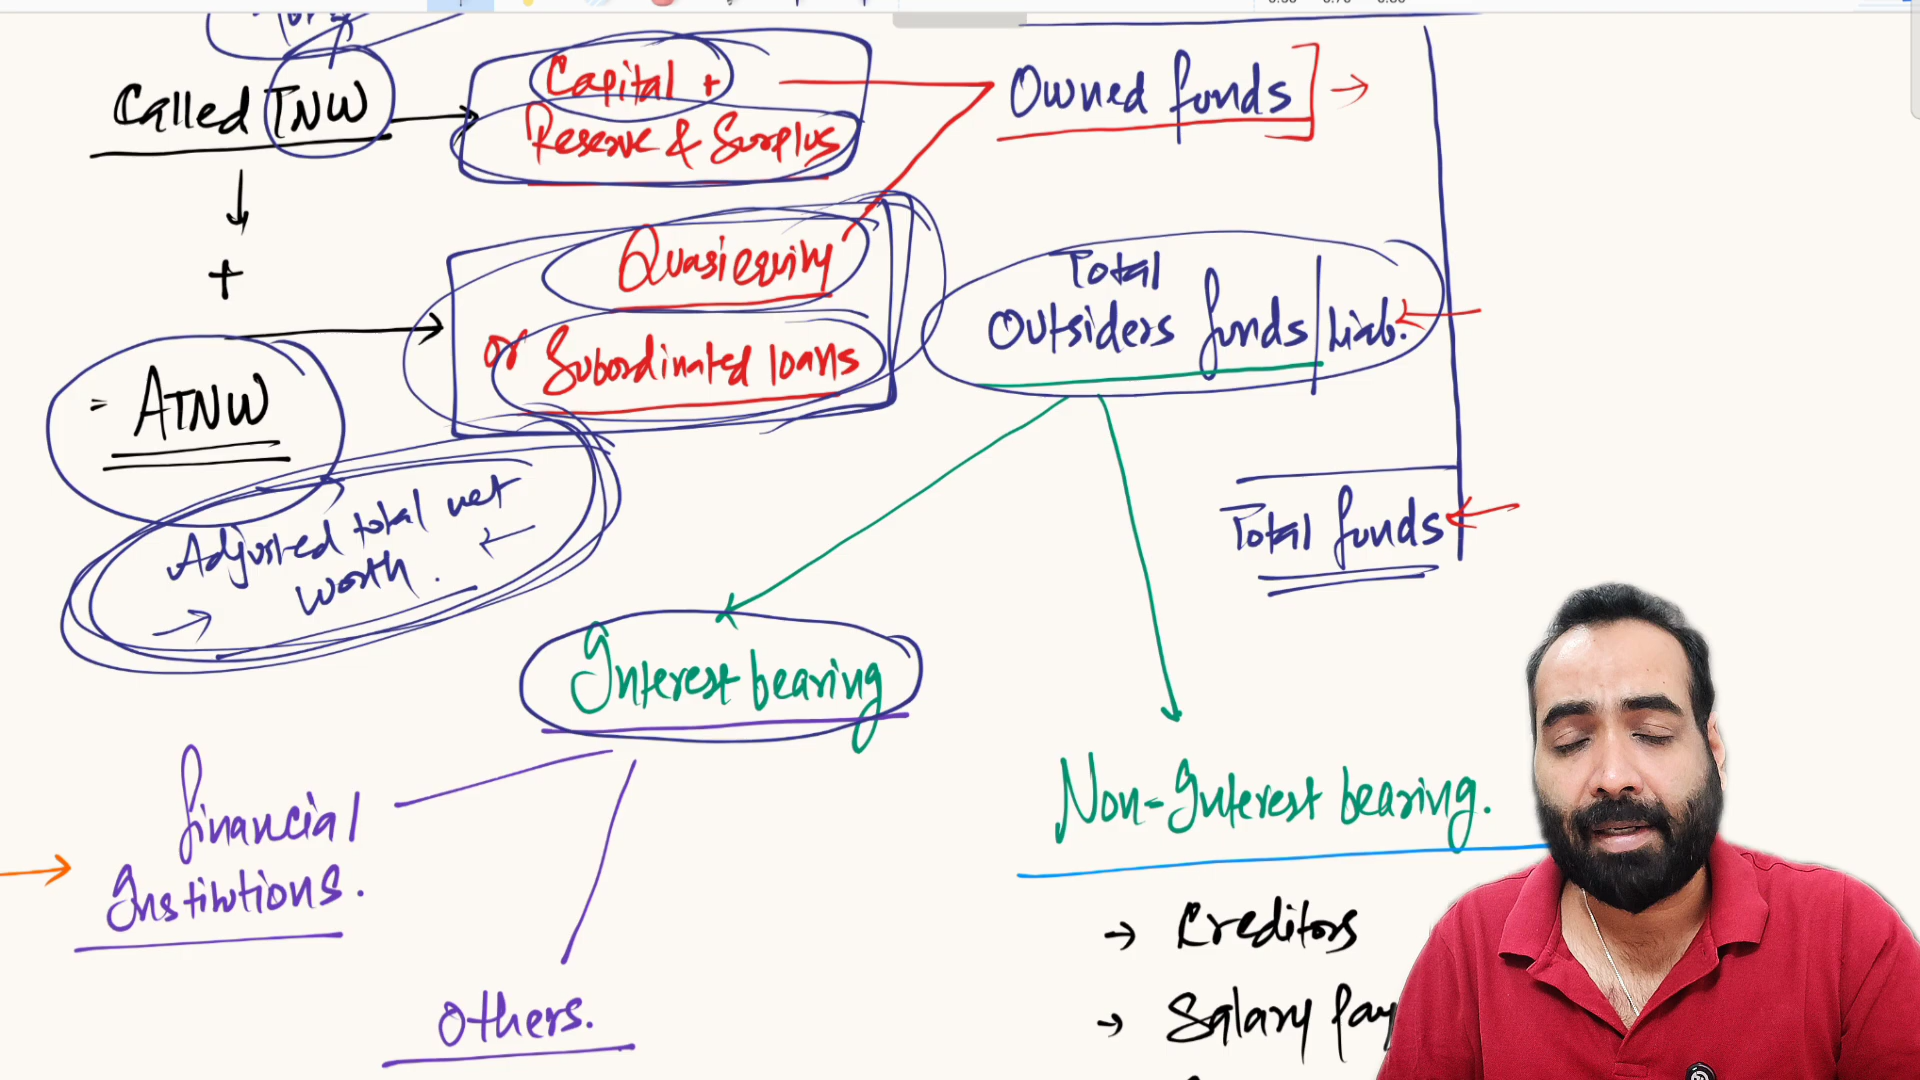 Called TNW
Capital +
Reserve & Surplus
Owned funds
+
Quasi equity
or Subordinated loans
Total
Outsiders funds | Liab.
= ATNW
Adjusted total net
worth.
Total funds
Interest bearing
Non-Interest bearing.
financial
Institutions.
Creditors
Salary Pay
Others.